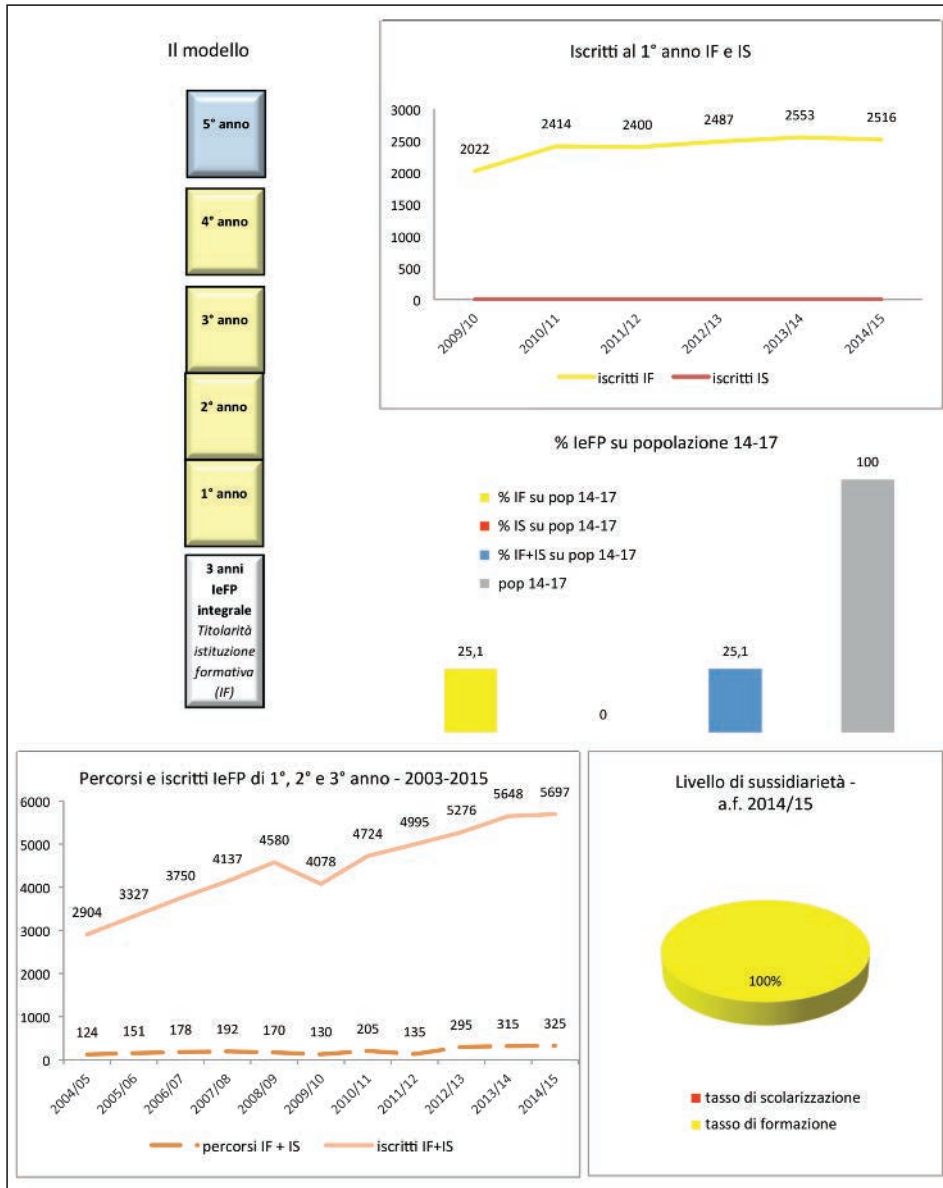 Il modello
5° anno
4° anno
3° anno
2° anno
1° anno
3 anni
IeFP
integrale
Titolarità
istituzione
formativa
(IF)
Iscritti al 1° anno IF e IS
3000
2500
2000
1500
1000
500
0
2022
2414
2400
2487
2553
2516
2009/10
2010/11
2011/12
2012/13
2013/14
2014/15
iscritti IF
iscritti IS
% IeFP su popolazione 14-17
% IF su pop 14-17
% IS su pop 14-17
% IF+IS su pop 14-17
pop 14-17
25,1
0
25,1
100
Percorsi e iscritti IeFP di 1°, 2° e 3° anno - 2003-2015
6000
5000
4000
3000
2000
1000
0
2904
3327
3750
4137
4580
4078
4724
4995
5276
5648
5697
124
151
178
192
170
130
205
135
295
315
325
2004/05
2005/06
2006/07
2007/08
2008/09
2009/10
2010/11
2011/12
2012/13
2013/14
2014/15
percorsi IF + IS
iscritti IF+IS
Livello di sussidiarietà -
a.f. 2014/15
100%
tasso di scolarizzazione
tasso di formazione